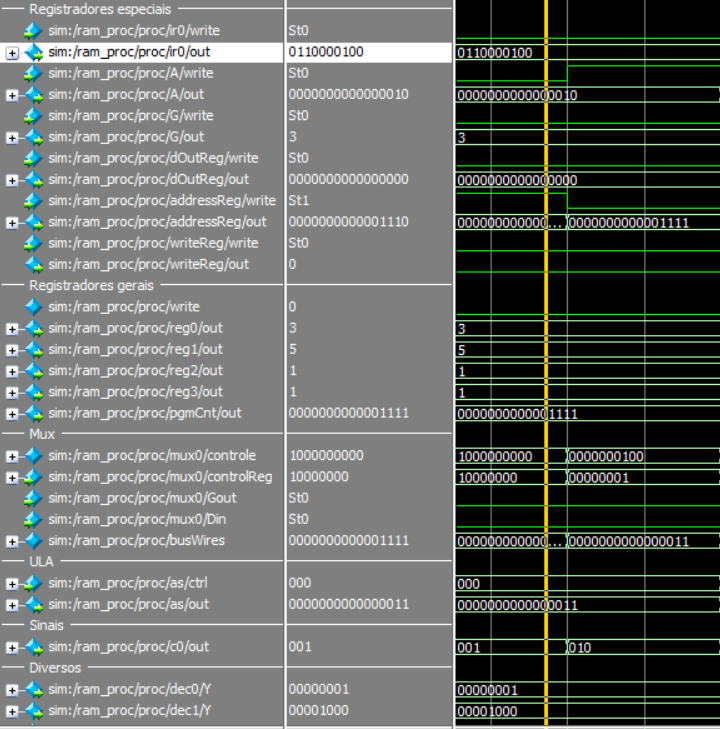 Registradores especiais
sim:/ram_proc/proc/ir0/write St0
sim:/ram_proc/proc/ir0/out 0110000100 0110000100
sim:/ram_proc/proc/A/write St0
sim:/ram_proc/proc/A/out 0000000000000010 0000000000000010
sim:/ram_proc/proc/G/write St0
sim:/ram_proc/proc/G/out 3 3
sim:/ram_proc/proc/dOutReg/write St0
sim:/ram_proc/proc/dOutReg/out 0000000000000000 0000000000000000
sim:/ram_proc/proc/addressReg/write St1
sim:/ram_proc/proc/addressReg/out 0000000000001110 000000000000... 0000000000001111
sim:/ram_proc/proc/writeReg/write St0
sim:/ram_proc/proc/writeReg/out 0
Registradores gerais
sim:/ram_proc/proc/write 0
sim:/ram_proc/proc/reg0/out 3 3
sim:/ram_proc/proc/reg1/out 5 5
sim:/ram_proc/proc/reg2/out 1 1
sim:/ram_proc/proc/reg3/out 1 1
sim:/ram_proc/proc/pgmCnt/out 0000000000001111 0000000000001111
Mux
sim:/ram_proc/proc/mux0/controle 1000000000 1000000000 0000000100
sim:/ram_proc/proc/mux0/controlReg 10000000 10000000 00000001
sim:/ram_proc/proc/mux0/Gout St0
sim:/ram_proc/proc/mux0/Din St0
sim:/ram_proc/proc/busWires 0000000000001111 000000000000... 0000000000000011
ULA
sim:/ram_proc/proc/as/ctrl 000 000
sim:/ram_proc/proc/as/out 0000000000000011 0000000000000011
Sinais
sim:/ram_proc/proc/c0/out 001 001 010
Diversos
sim:/ram_proc/proc/dec0/Y 00000001 00000001
sim:/ram_proc/proc/dec1/Y 00001000 00001000